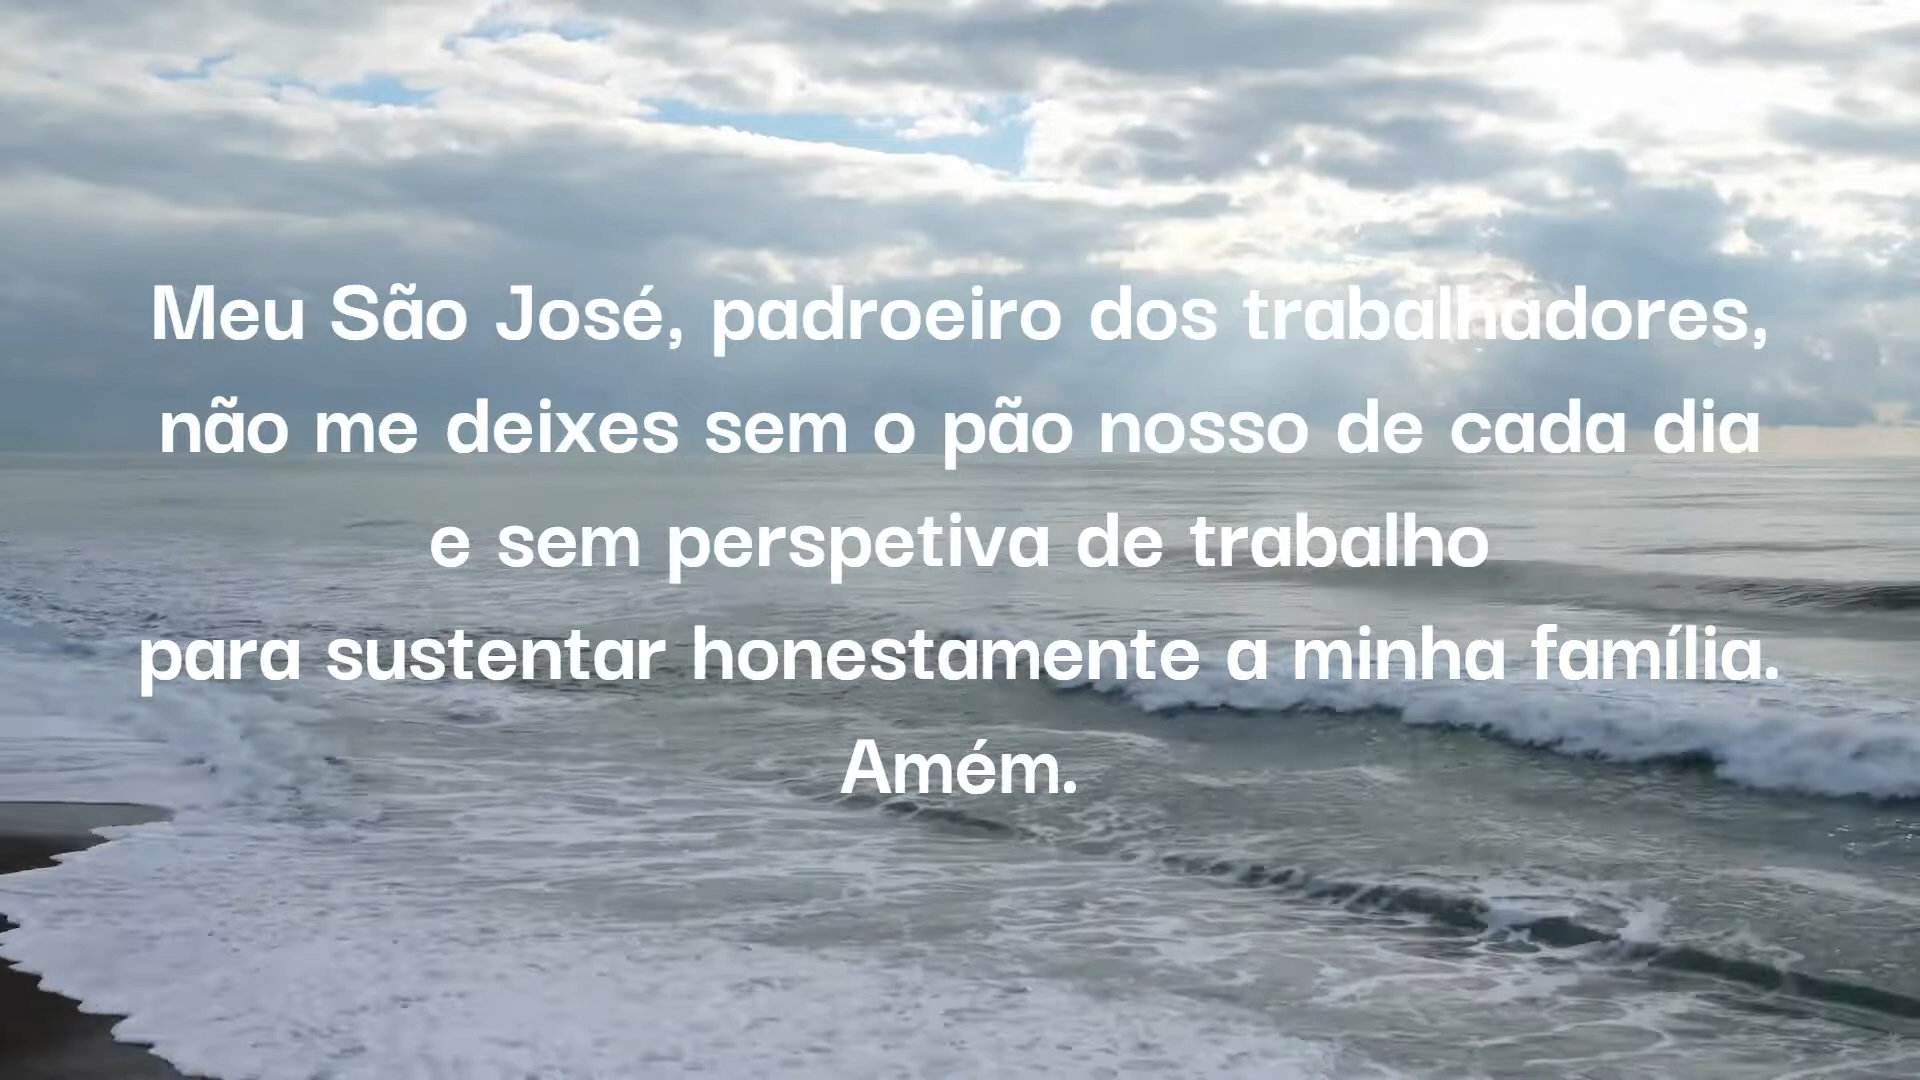 Meu São José, padroeiro dos trabalhadores,
não me deixes sem o pão nosso de cada dia
e sem perspetiva de trabalho
para sustentar honestamente a minha família.
Amém.